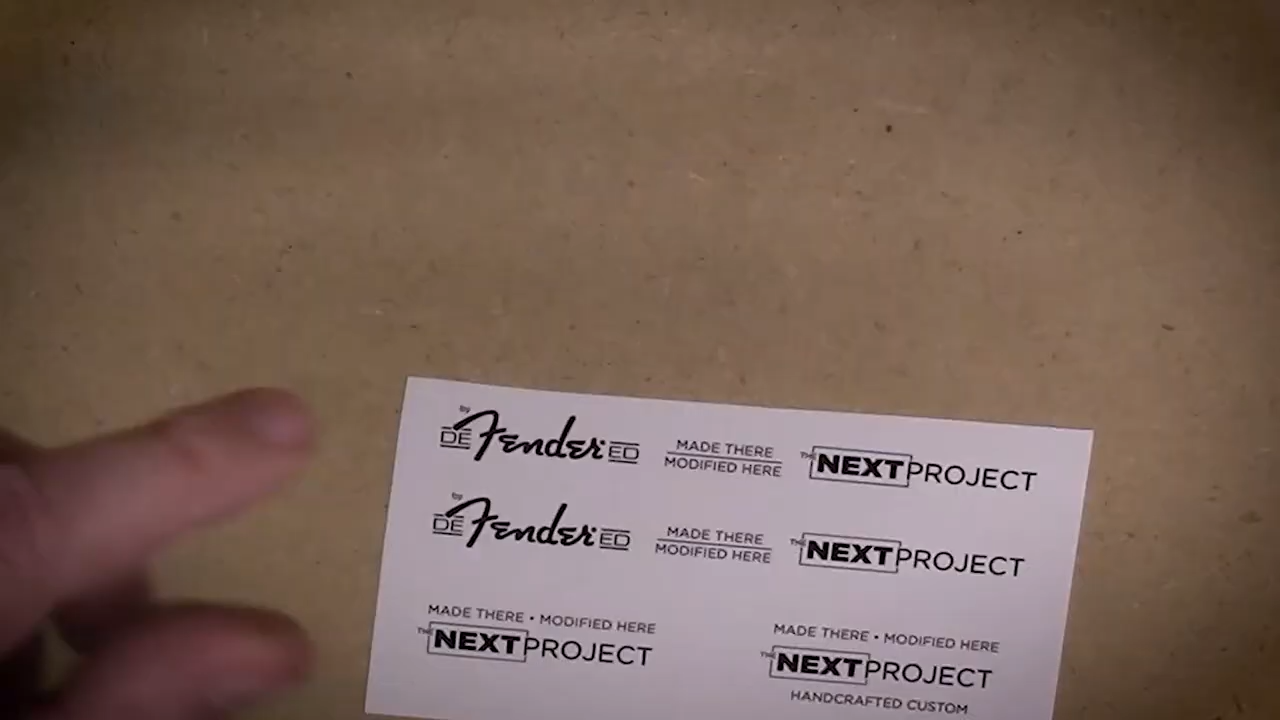 by
DE Fender ED MADE THERE MODIFIED HERE THE NEXT PROJECT
by
DE Fender ED MADE THERE MODIFIED HERE THE NEXT PROJECT
MADE THERE • MODIFIED HERE
THE NEXT PROJECT
MADE THERE • MODIFIED HERE
THE NEXT PROJECT
HANDCRAFTED CUSTOM